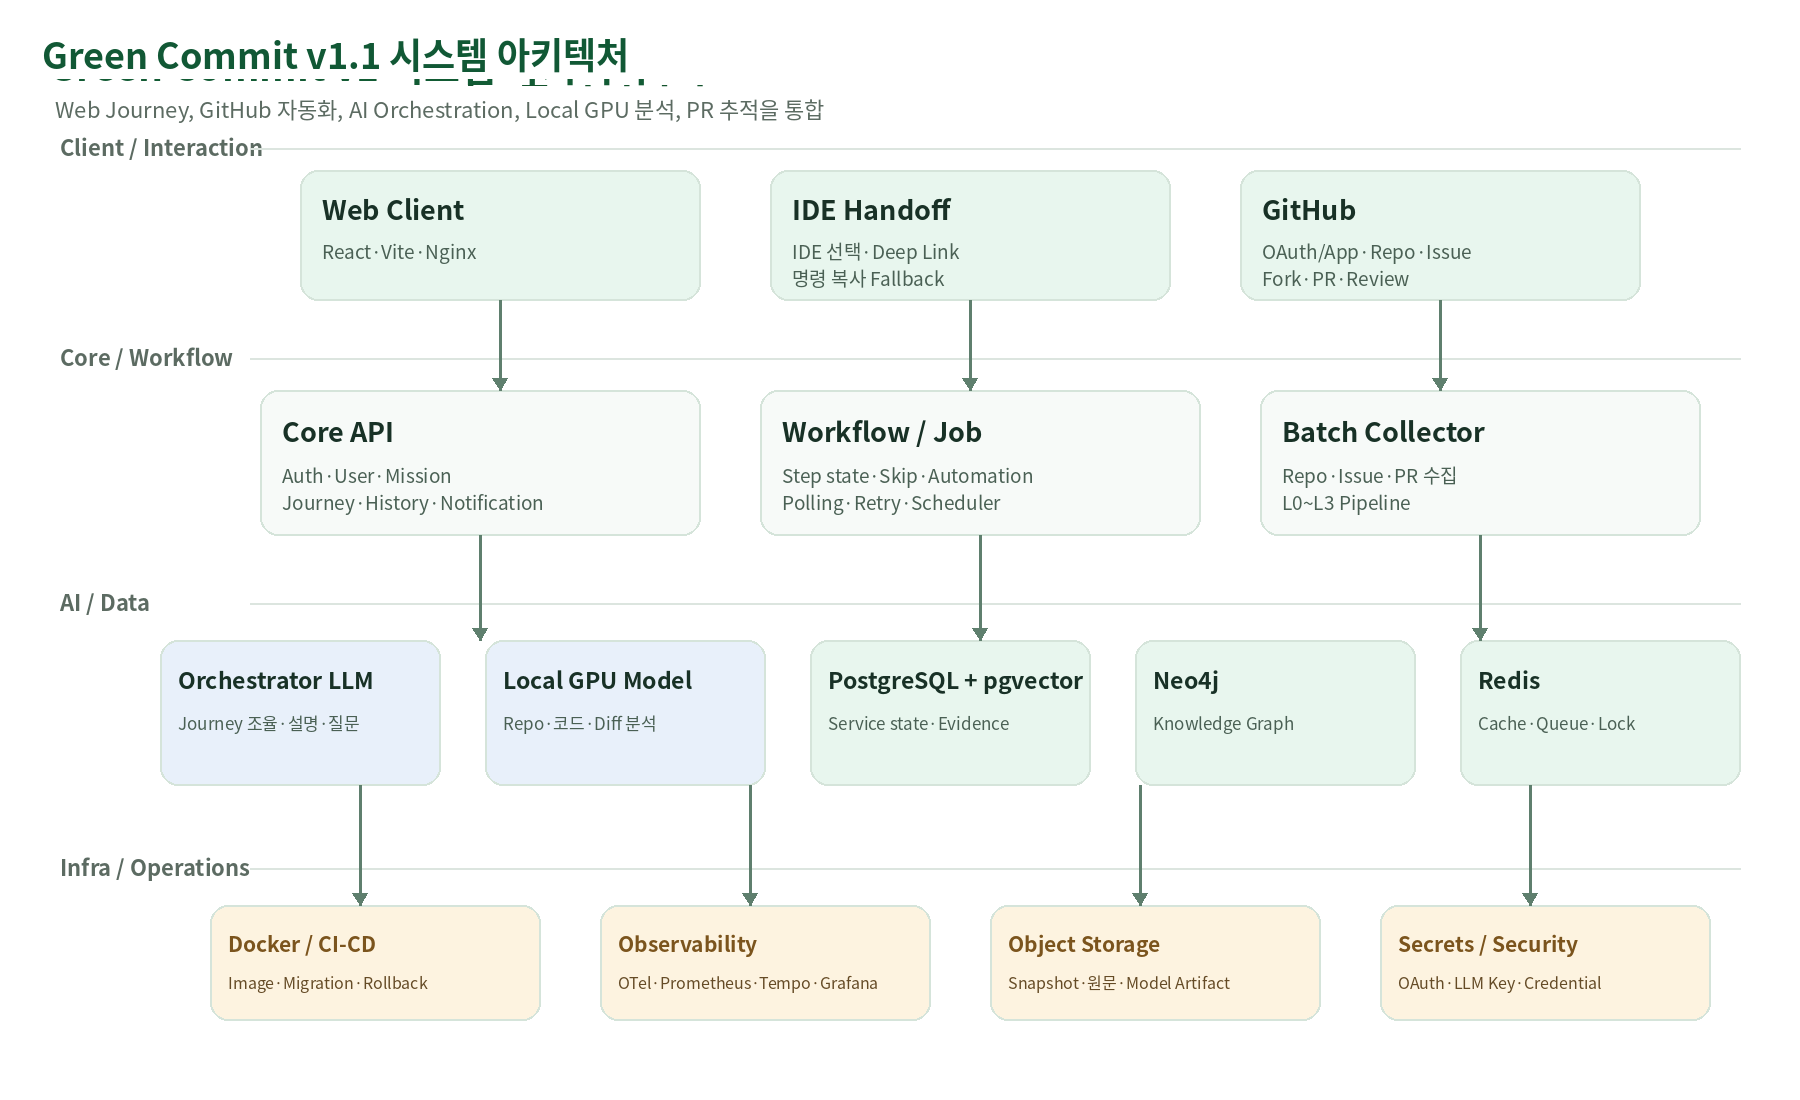 Green Commit v1.1 시스템 아키텍처
Web Journey, GitHub 자동화, AI Orchestration, Local GPU 분석, PR 추적을 통합
Client / Interaction
Web Client
React·Vite·Nginx
IDE Handoff
IDE 선택·Deep Link
명령 복사 Fallback
GitHub
OAuth/App·Repo·Issue
Fork·PR·Review
Core / Workflow
Core API
Auth·User·Mission
Journey·History·Notification
Workflow / Job
Step state·Skip·Automation
Polling·Retry·Scheduler
Batch Collector
Repo·Issue·PR 수집
L0~L3 Pipeline
AI / Data
Orchestrator LLM
Journey 조율·설명·질문
Local GPU Model
Repo·코드·Diff 분석
PostgreSQL + pgvector
Service state·Evidence
Neo4j
Knowledge Graph
Redis
Cache·Queue·Lock
Infra / Operations
Docker / CI-CD
Image·Migration·Rollback
Observability
OTel·Prometheus·Tempo·Grafana
Object Storage
Snapshot·원문·Model Artifact
Secrets / Security
OAuth·LLM Key·Credential